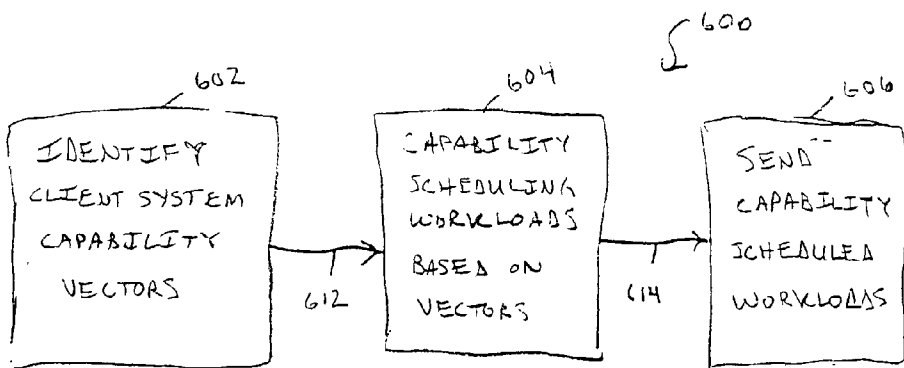 600
602
604
606
IDENTIFY
CLIENT SYSTEM
CAPABILITY
VECTORS
612
CAPABILITY
SCHEDULING
WORKLOADS
BASED ON
VECTORS
614
SEND
CAPABILITY
SCHEDULED
WORKLOADS